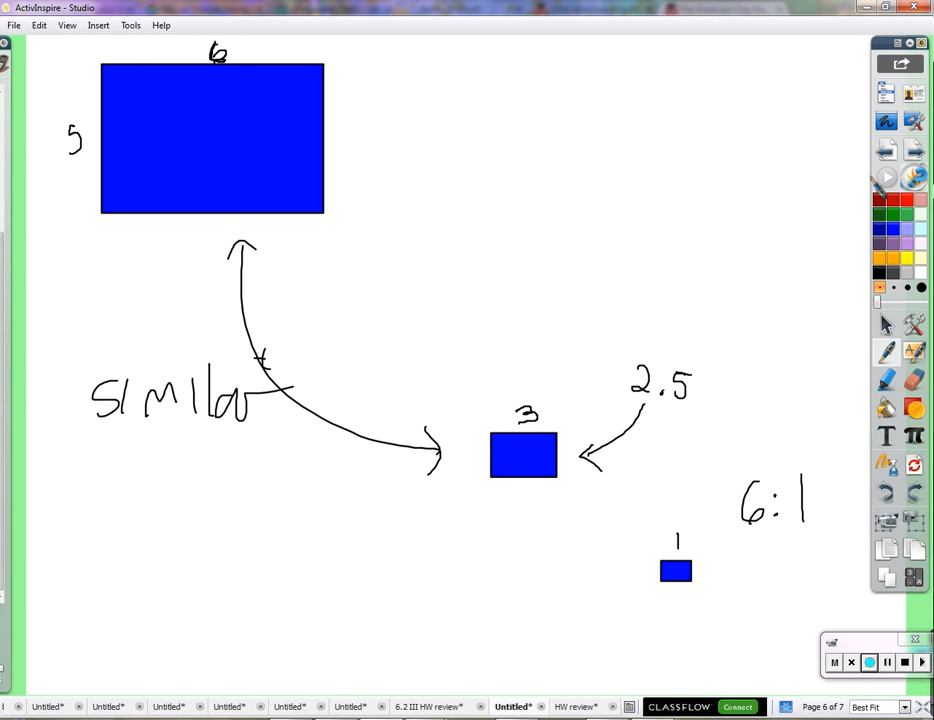 ActivInspire - Studio
File Edit View Insert Tools Help
6
5
similar
2.5
3
6:1
1
M
Untitled* Untitled* Untitled* Untitled* Untitled* Untitled* 6.2 III HW review* Untitled* HW review* CLASSFLOW Connect Page 6 of 7 Best Fit